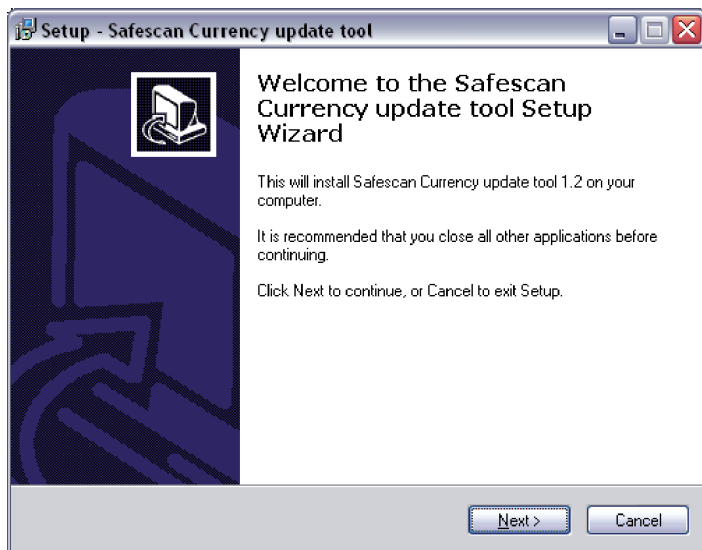 Setup - Safescan Currency update tool
Welcome to the Safescan
Currency update tool Setup
Wizard
This will install Safescan Currency update tool 1.2 on your
computer.
It is recommended that you close all other applications before
continuing.
Click Next to continue, or Cancel to exit Setup.
Next >
Cancel